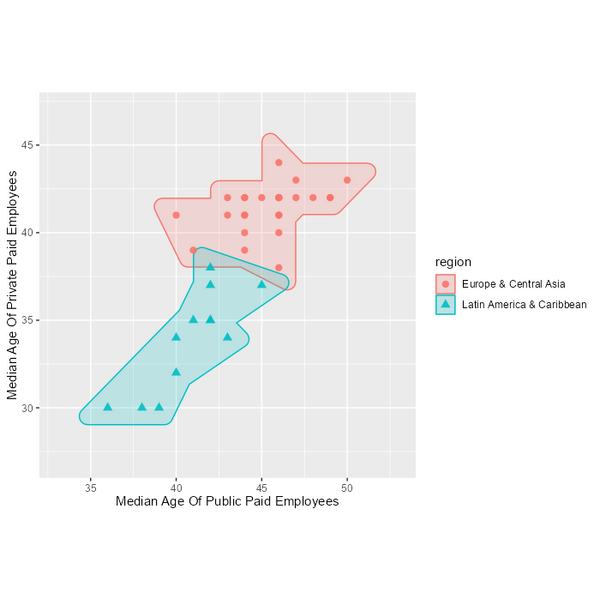 45
40
35
30
35
40
45
50
Median Age Of Public Paid Employees
Median Age Of Private Paid Employees
region
Europe & Central Asia
Latin America & Caribbean